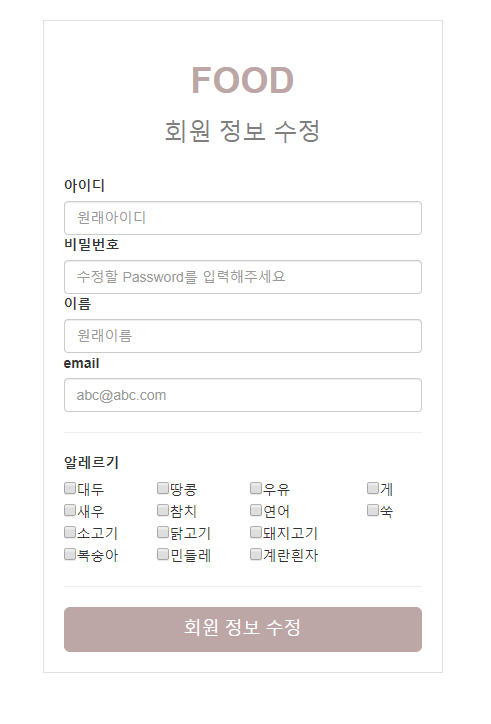 FOOD
회원 정보 수정
아이디
원래아이디
비밀번호
수정할 Password를 입력해주세요
이름
원래이름
email
abc@abc.com
알레르기
대두 땅콩 우유 게
새우 참치 연어 쑥
소고기 닭고기 돼지고기
복숭아 민들레 계란흰자
회원 정보 수정